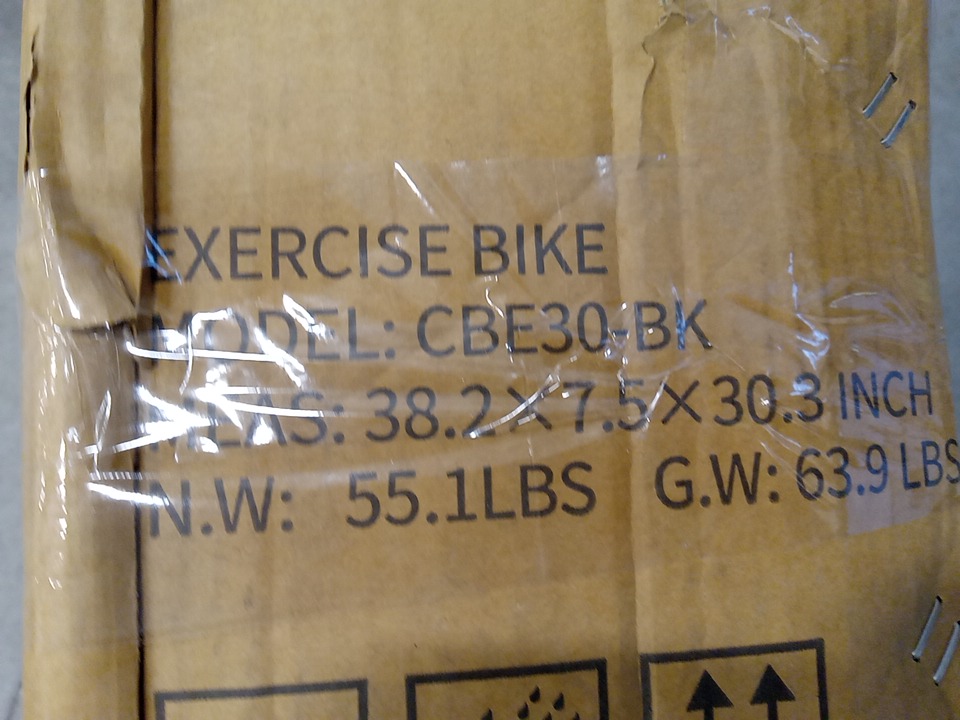 EXERCISE BIKE
MODEL: CBE30-BK
MEAS: 38.2×7.5×30.3 INCH
N.W: 55.1LBS G.W: 63.9 LBS